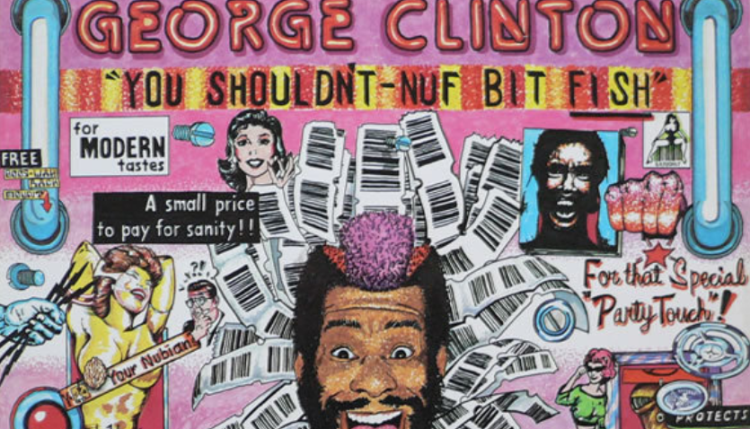 GEORGE CLINTON
"YOU SHOULDN'T-NUF BIT FISH"
for
MODERN
tastes
FREE
A small price
to pay for sanity!!
?!
For that Special
"Party Touch"!
Your Nubian
PROTECTS